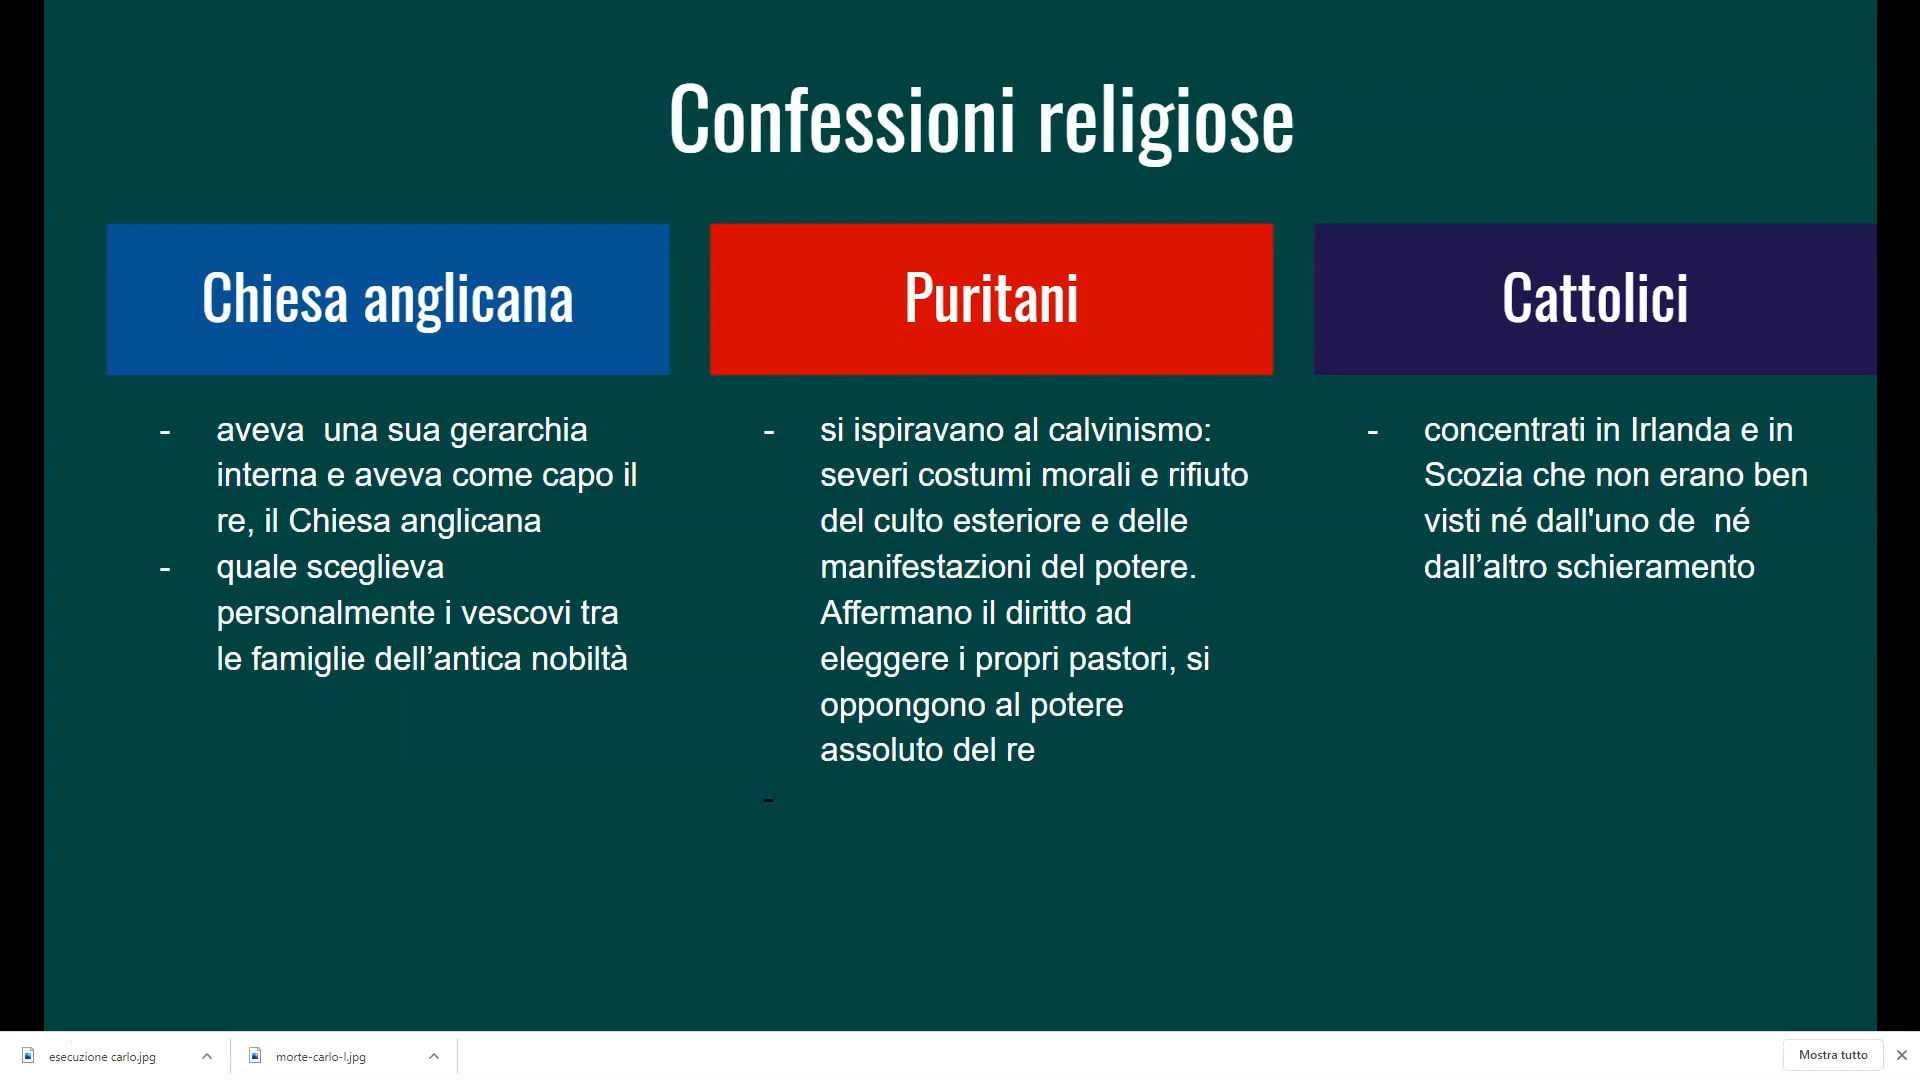 Confessioni religiose
Chiesa anglicana
- aveva  una sua gerarchia
interna e aveva come capo il
re, il Chiesa anglicana
- quale sceglieva
personalmente i vescovi tra
le famiglie dell’antica nobiltà
Puritani
- si ispiravano al calvinismo:
severi costumi morali e rifiuto
del culto esteriore e delle
manifestazioni del potere.
Affermano il diritto ad
eleggere i propri pastori, si
oppongono al potere
assoluto del re
-
Cattolici
- concentrati in Irlanda e in
Scozia che non erano ben
visti né dall'uno de  né
dall’altro schieramento
esecuzione carlo.jpg
morte-carlo-I.jpg
Mostra tutto